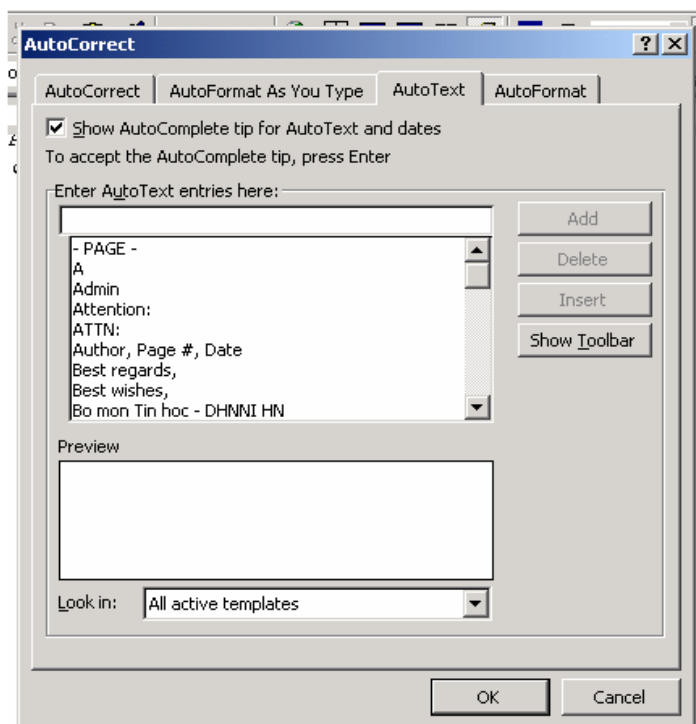 AutoCorrect
AutoCorrect AutoFormat As You Type AutoText AutoFormat
Show AutoComplete tip for AutoText and dates
To accept the AutoComplete tip, press Enter
Enter AutoText entries here:
Add
- PAGE -
A
Delete
Admin
Attention:
Insert
ATTN:
Author, Page #, Date
Show Toolbar
Best regards,
Best wishes,
Bo mon Tin hoc - DHNNI HN
Preview
Look in: All active templates
OK Cancel